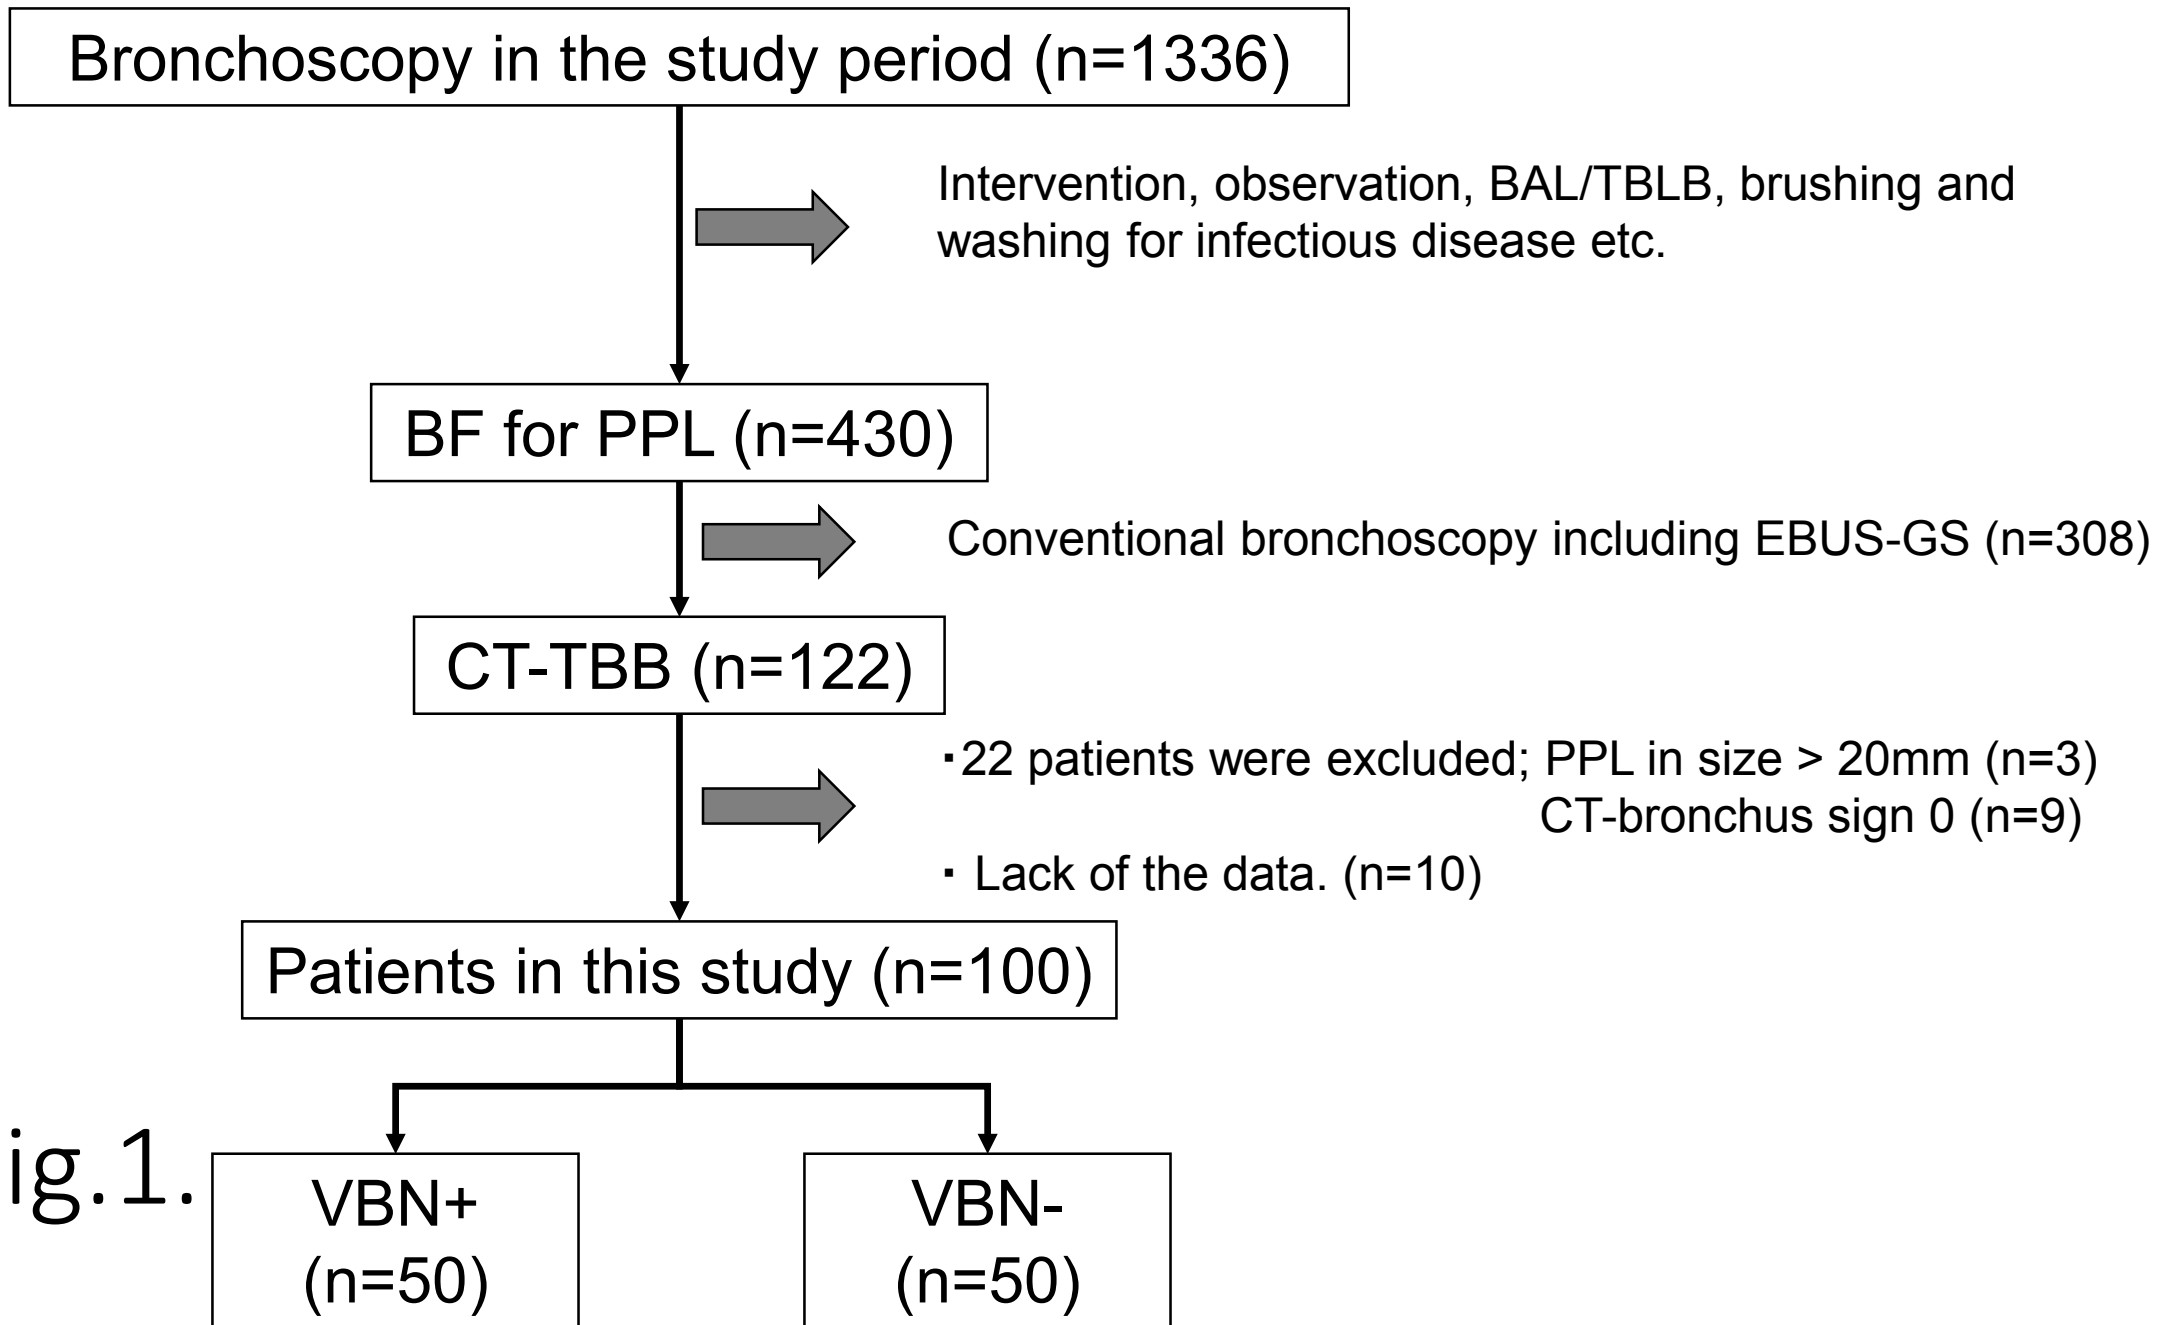 Bronchoscopy in the study period (n=1336)
Intervention, observation, BAL/TBLB, brushing and
washing for infectious disease etc.
BF for PPL (n=430)
Conventional bronchoscopy including EBUS-GS (n=308)
CT-TBB (n=122)
・22 patients were excluded; PPL in size > 20mm (n=3)
CT-bronchus sign 0 (n=9)
・ Lack of the data. (n=10)
Patients in this study (n=100)
ig.1.
VBN+
(n=50)
VBN-
(n=50)